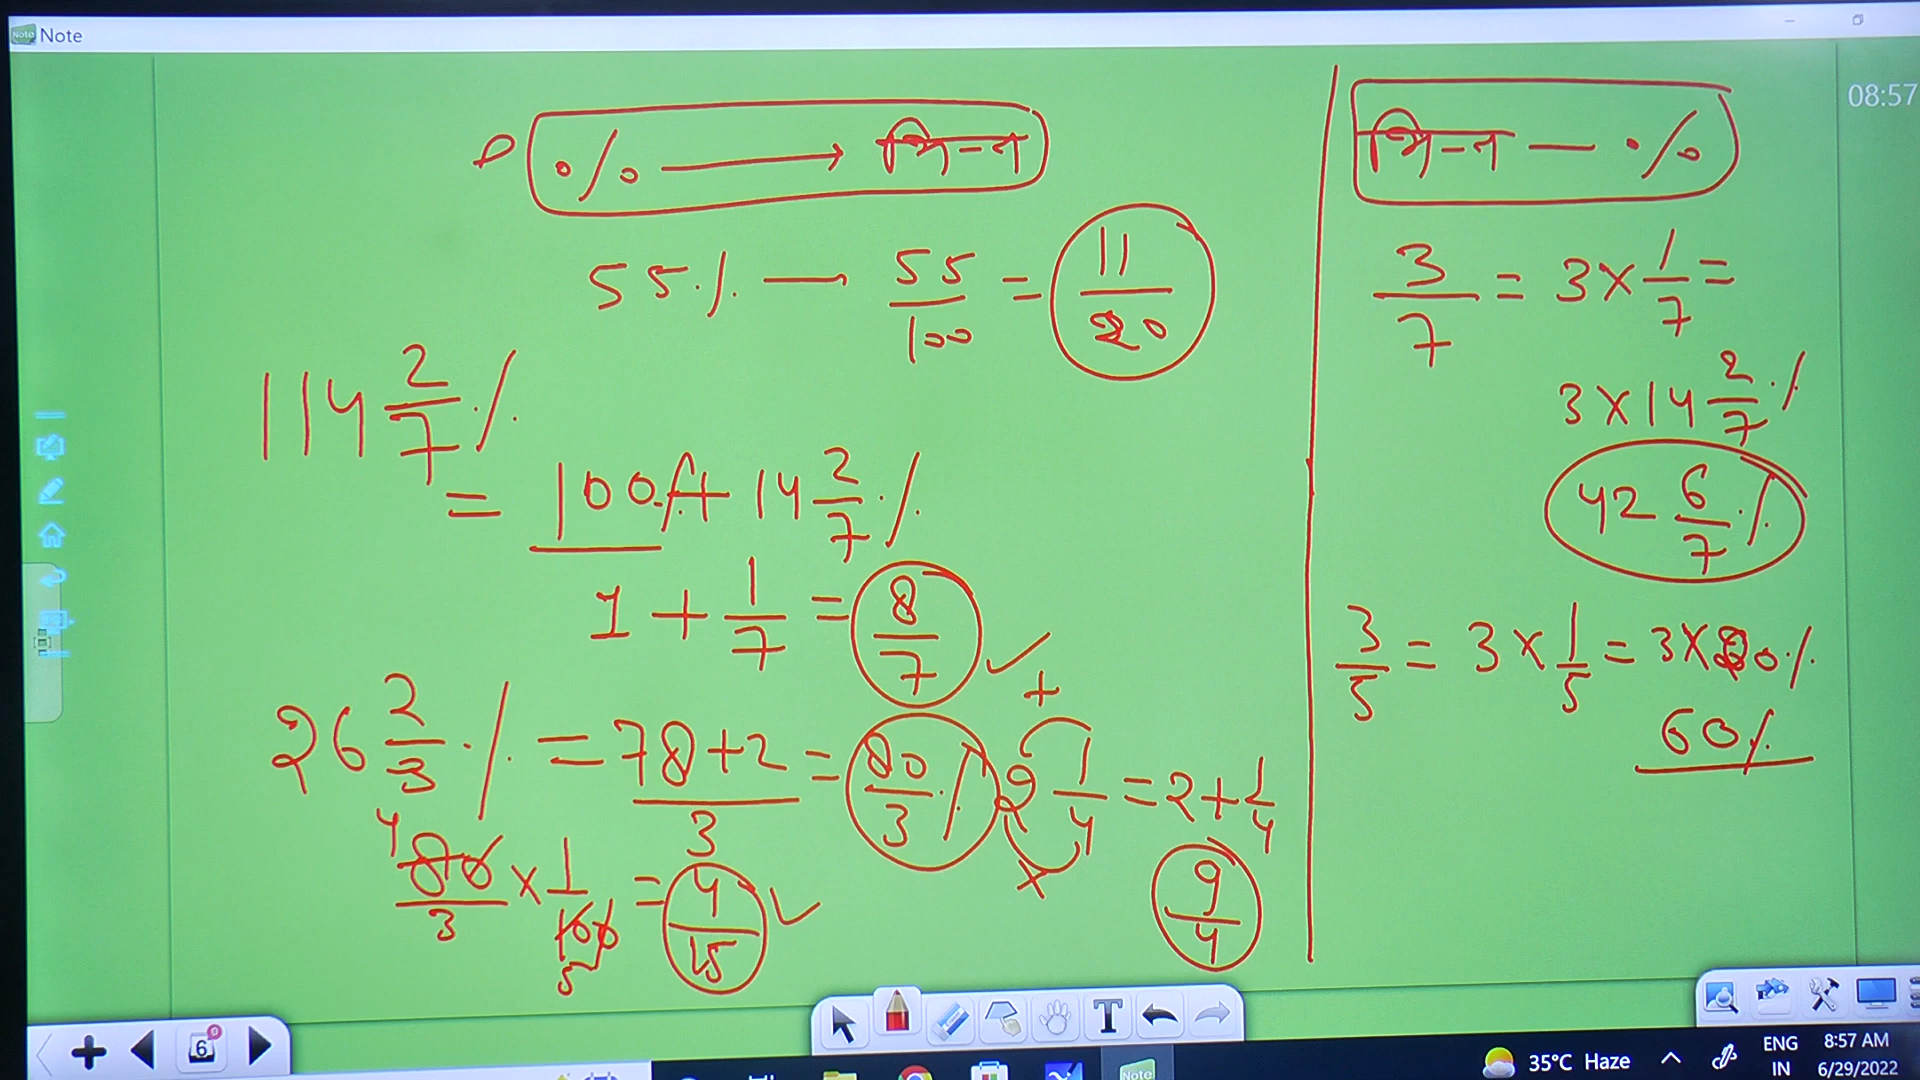 Note
08:57
% → भिन्न
55% — 55/100 = 11/20
114 2/7 %
= 100% + 14 2/7 %
1 + 1/7 = 8/7 ✓
26 2/3 % = 78+2/3 = 80/3 %
4 80/3 × 1/100 5 = 4/15 ✓
+
2 1/4 = 2 + 1/4
×
9/4
भिन्न — %
3/7 = 3 × 1/7 =
3 × 14 2/7 %
42 6/7 %
3/5 = 3 × 1/5 = 3 × 20%
60%
6
T
35°C Haze
ENG
IN
8:57 AM
6/29/2022
Note